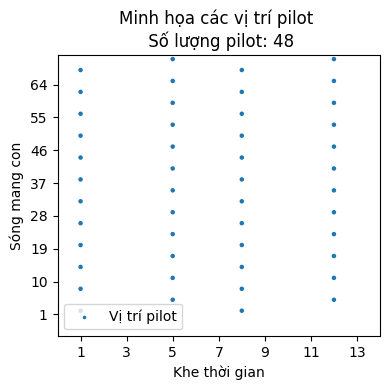 Minh họa các vị trí pilot
Số lượng pilot: 48
Sóng mang con
64
55
46
37
28
19
10
1
Vị trí pilot
1 3 5 7 9 11 13
Khe thời gian